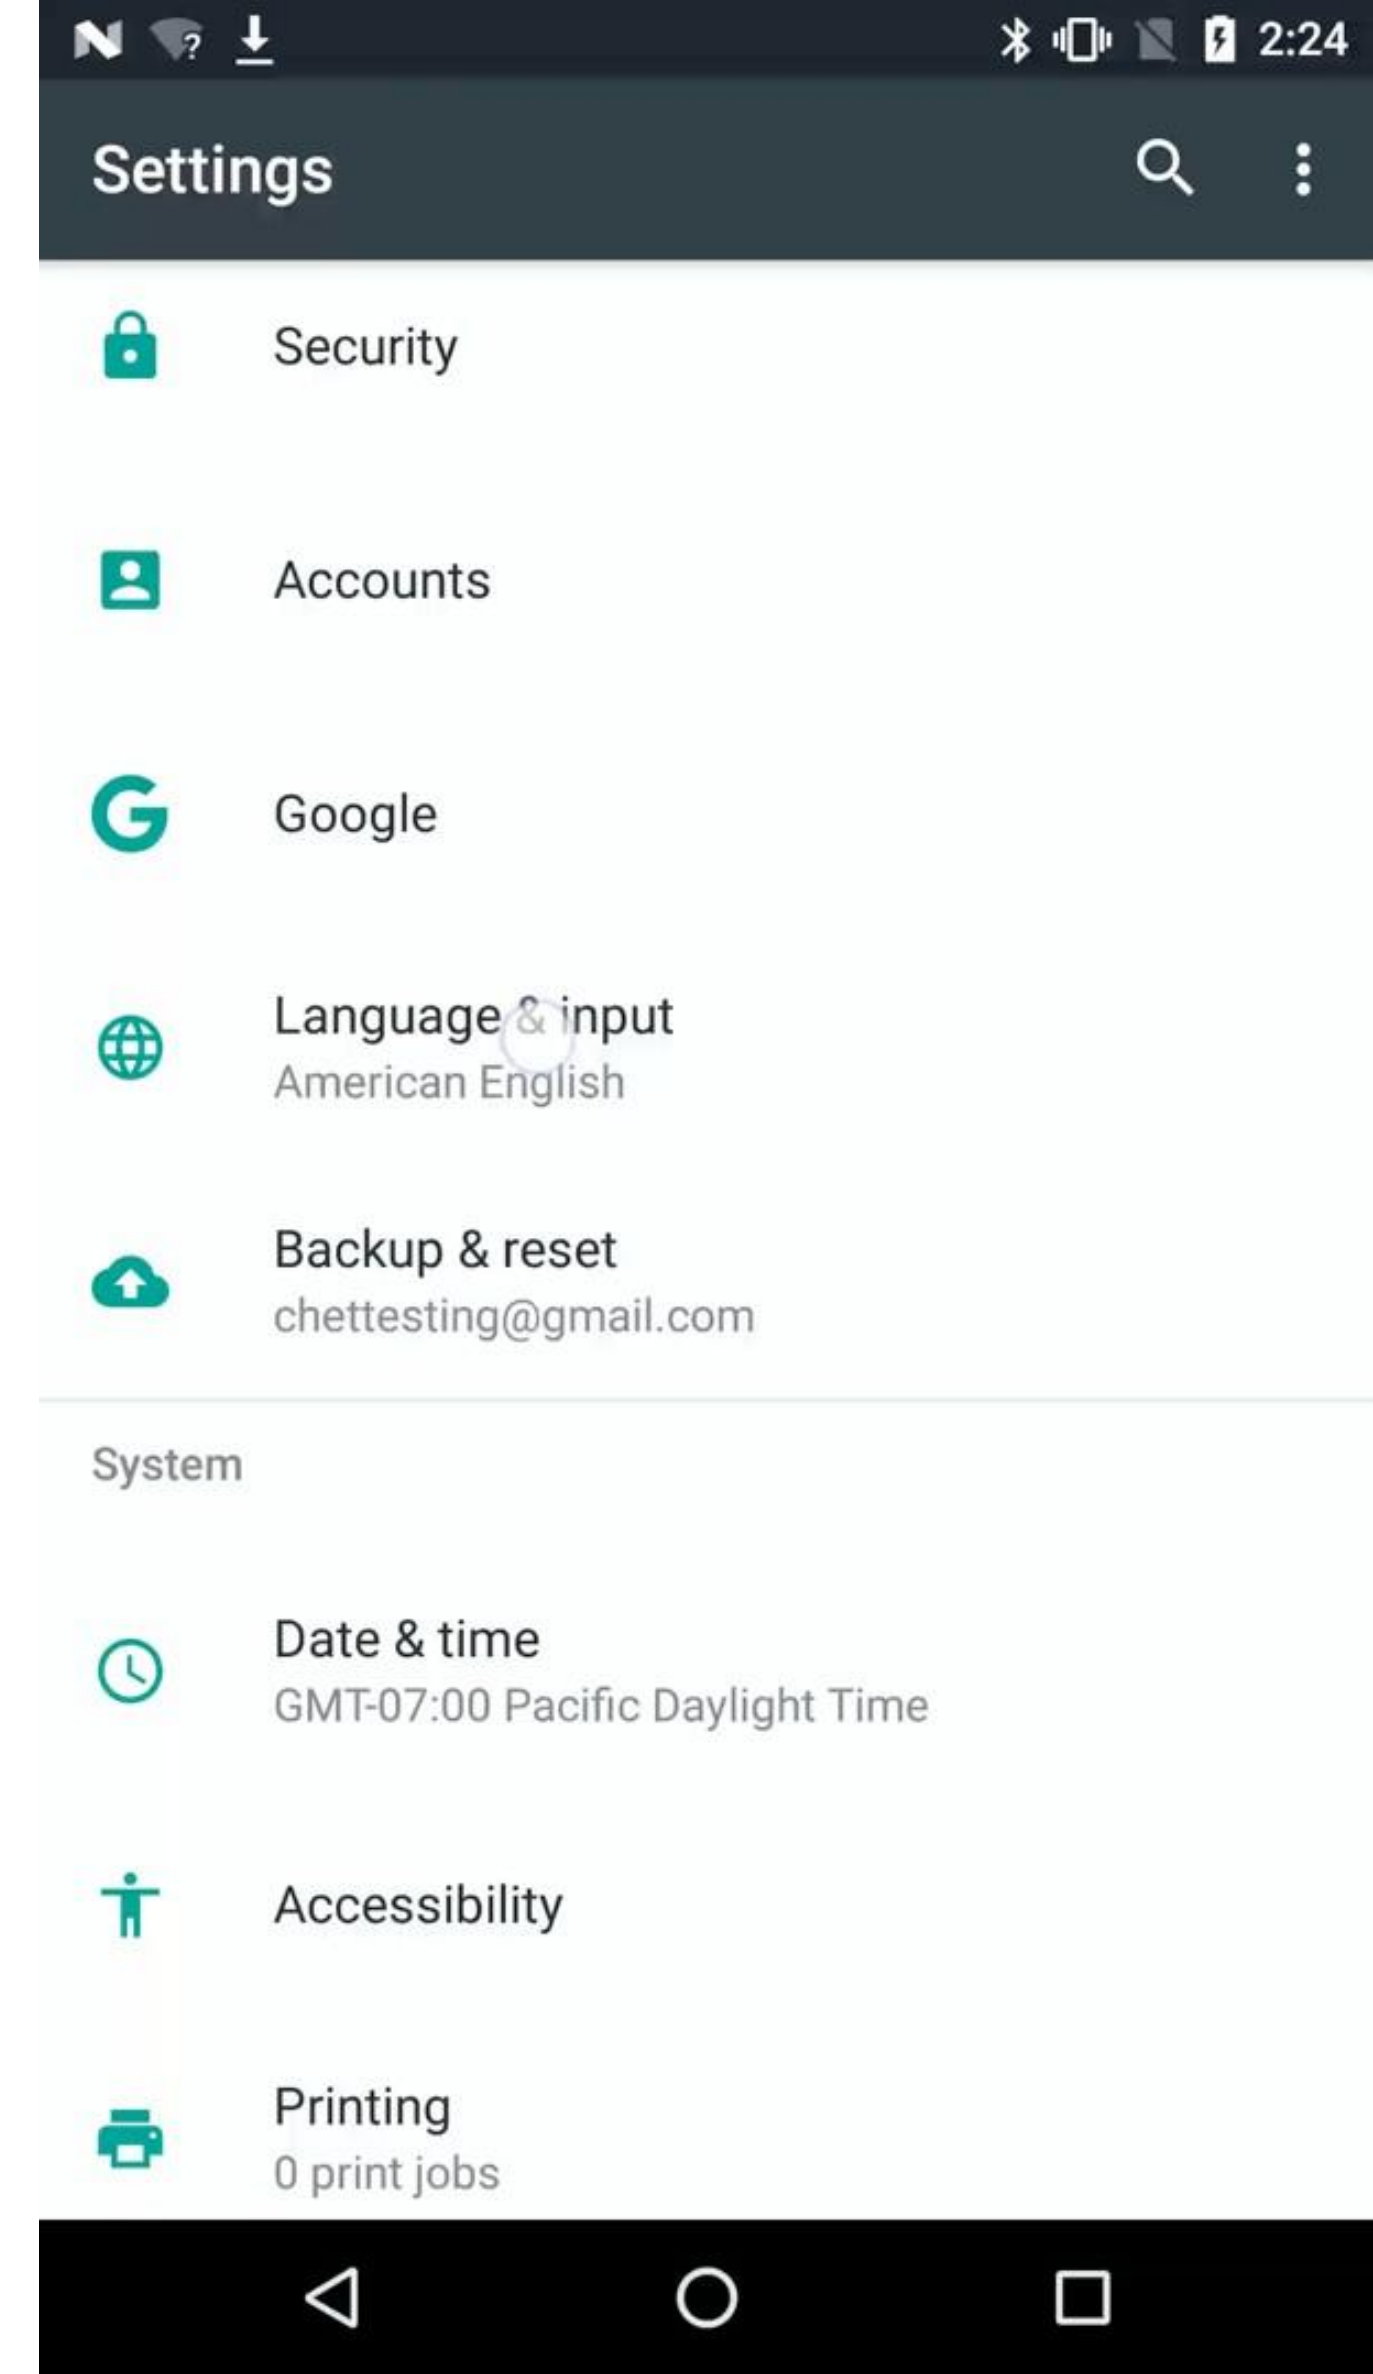 2:24
Settings
Security
Accounts
Google
Language & input
American English
Backup & reset
chettesting@gmail.com
System
Date & time
GMT-07:00 Pacific Daylight Time
Accessibility
Printing
0 print jobs